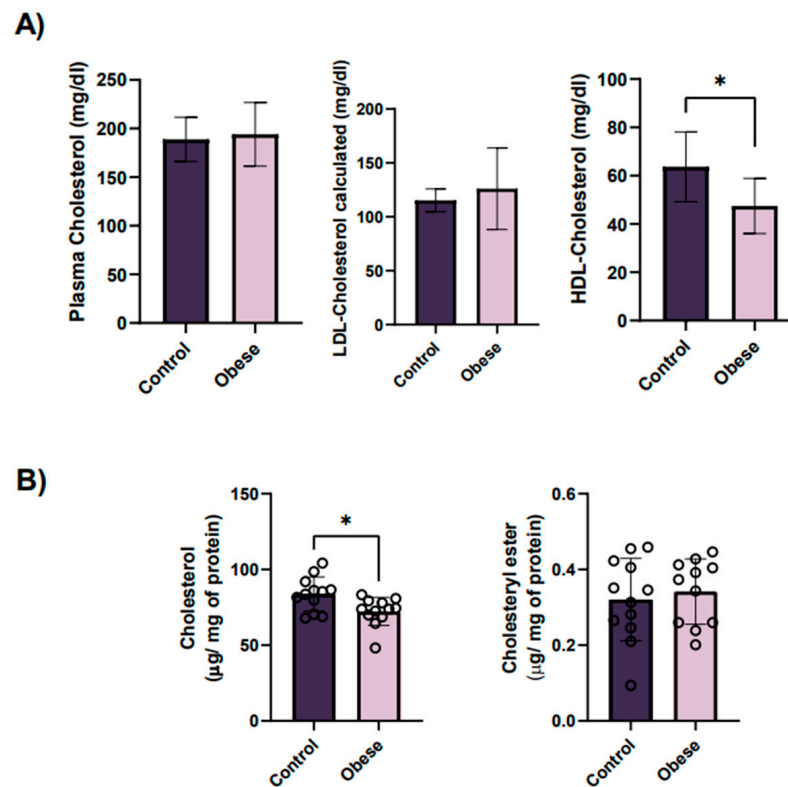 A)
Plasma Cholesterol (mg/dl)
250
200
150
100
50
0
Control
Obese
LDL-Cholesterol calculated (mg/dl)
200
150
100
50
0
Control
Obese
HDL-Cholesterol (mg/dl)
100
80
60
40
20
0
*
Control
Obese
B)
Cholesterol
(μg/ mg of protein)
150
100
50
0
*
Control
Obese
Cholesteryl ester
(μg/ mg of protein)
0.6
0.4
0.2
0.0
Control
Obese